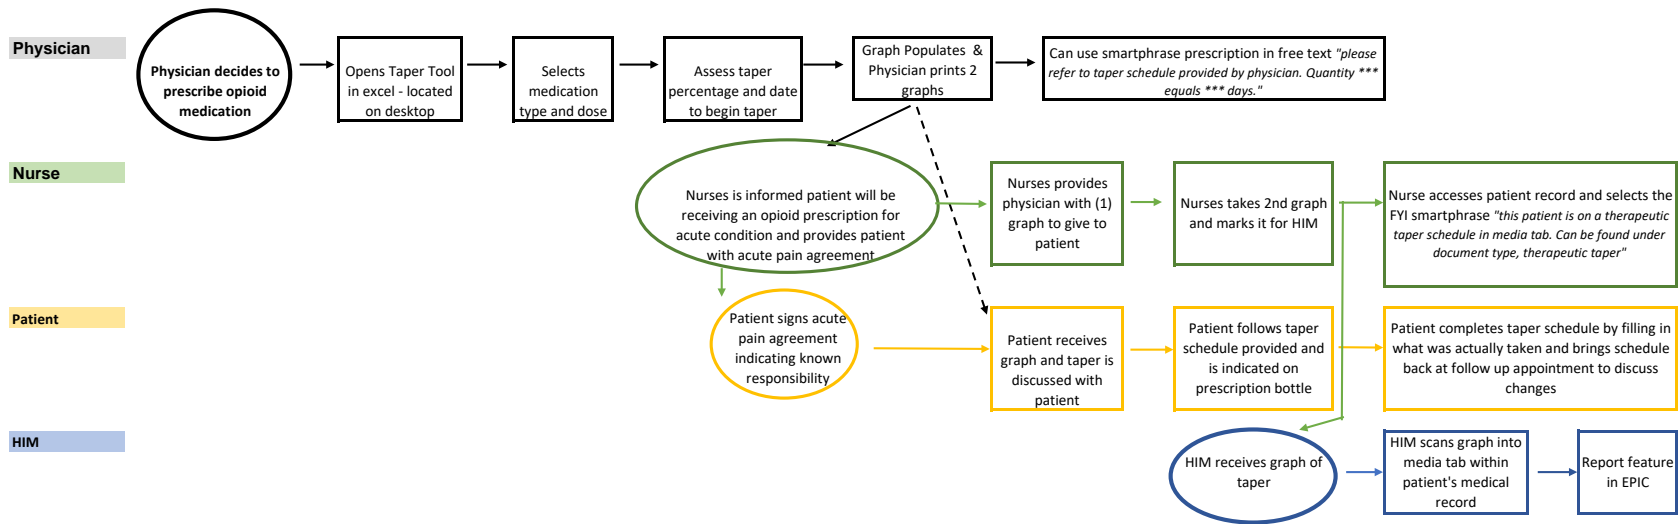 Physician
Physician decides to
prescribe opioid
medication
Opens Taper Tool
in excel - located
on desktop
Selects
medication
type and dose
Assess taper
percentage and date
to begin taper
Graph Populates &
Physician prints 2
graphs
Can use smartphrase prescription in free text "please
refer to taper schedule provided by physician. Quantity ***
equals *** days."
Nurse
Nurses is informed patient will be
receiving an opioid prescription for
acute condition and provides patient
with acute pain agreement
Nurses provides
physician with (1)
graph to give to
patient
Nurses takes 2nd graph
and marks it for HIM
Nurse accesses patient record and selects the
FYI smartphrase "this patient is on a therapeutic
taper schedule in media tab. Can be found under
document type, therapeutic taper"
Patient
Patient signs acute
pain agreement
indicating known
responsibility
Patient receives
graph and taper is
discussed with
patient
Patient follows taper
schedule provided and
is indicated on
prescription bottle
Patient completes taper schedule by filling in
what was actually taken and brings schedule
back at follow up appointment to discuss
changes
HIM
HIM receives graph of
taper
HIM scans graph into
media tab within
patient's medical
record
Report feature
in EPIC